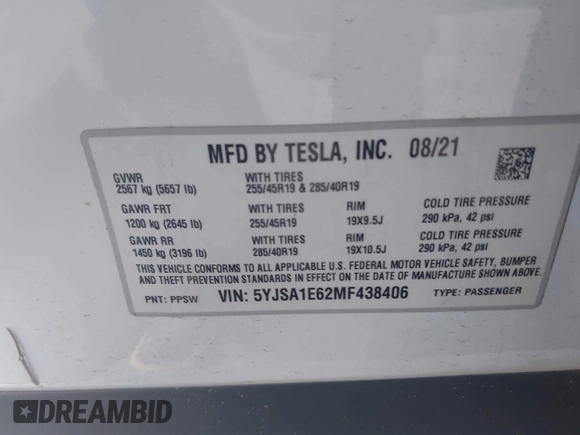 MFD BY TESLA, INC. 08/21
GVWR WITH TIRES
2567 kg (5657 lb) 255/45R19 & 285/40R19
GAWR FRT WITH TIRES RIM COLD TIRE PRESSURE
1200 kg (2645 lb) 255/45R19 19X9.5J 290 kPa, 42 psi
GAWR RR WITH TIRES RIM COLD TIRE PRESSURE
1450 kg (3196 lb) 285/40R19 19X10.5J 290 kPa, 42 psi
THIS VEHICLE CONFORMS TO ALL APPLICABLE U.S. FEDERAL MOTOR VEHICLE SAFETY, BUMPER
AND THEFT PREVENTION STANDARDS IN EFFECT ON THE DATE OF MANUFACTURE SHOWN ABOVE.
PNT: PPSW VIN: 5YJSA1E62MF438406 TYPE: PASSENGER
DREAMBID